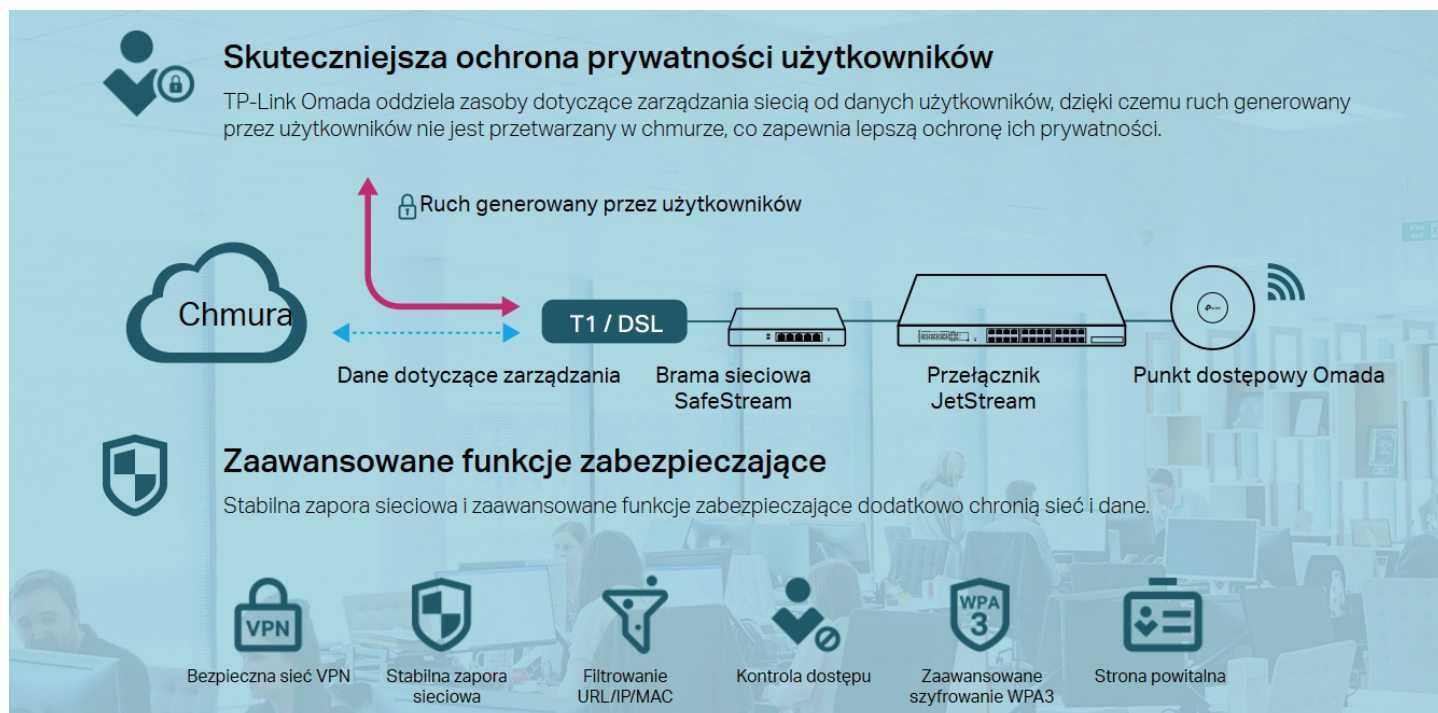 Skuteczniejsza ochrona prywatności użytkowników
TP-Link Omada oddziela zasoby dotyczące zarządzania siecią od danych użytkowników, dzięki czemu ruch generowany
przez użytkowników nie jest przetwarzany w chmurze, co zapewnia lepszą ochronę ich prywatności.
Ruch generowany przez użytkowników
Chmura
T1 / DSL
Dane dotyczące zarządzania
Brama sieciowa
SafeStream
Przełącznik
JetStream
Punkt dostępowy Omada
Zaawansowane funkcje zabezpieczające
Stabilna zapora sieciowa i zaawansowane funkcje zabezpieczające dodatkowo chronią sieć i dane.
VPN
WPA
3
Bezpieczna sieć VPN
Stabilna zapora
sieciowa
Filtrowanie
URL/IP/MAC
Kontrola dostępu
Zaawansowane
szyfrowanie WPA3
Strona powitalna